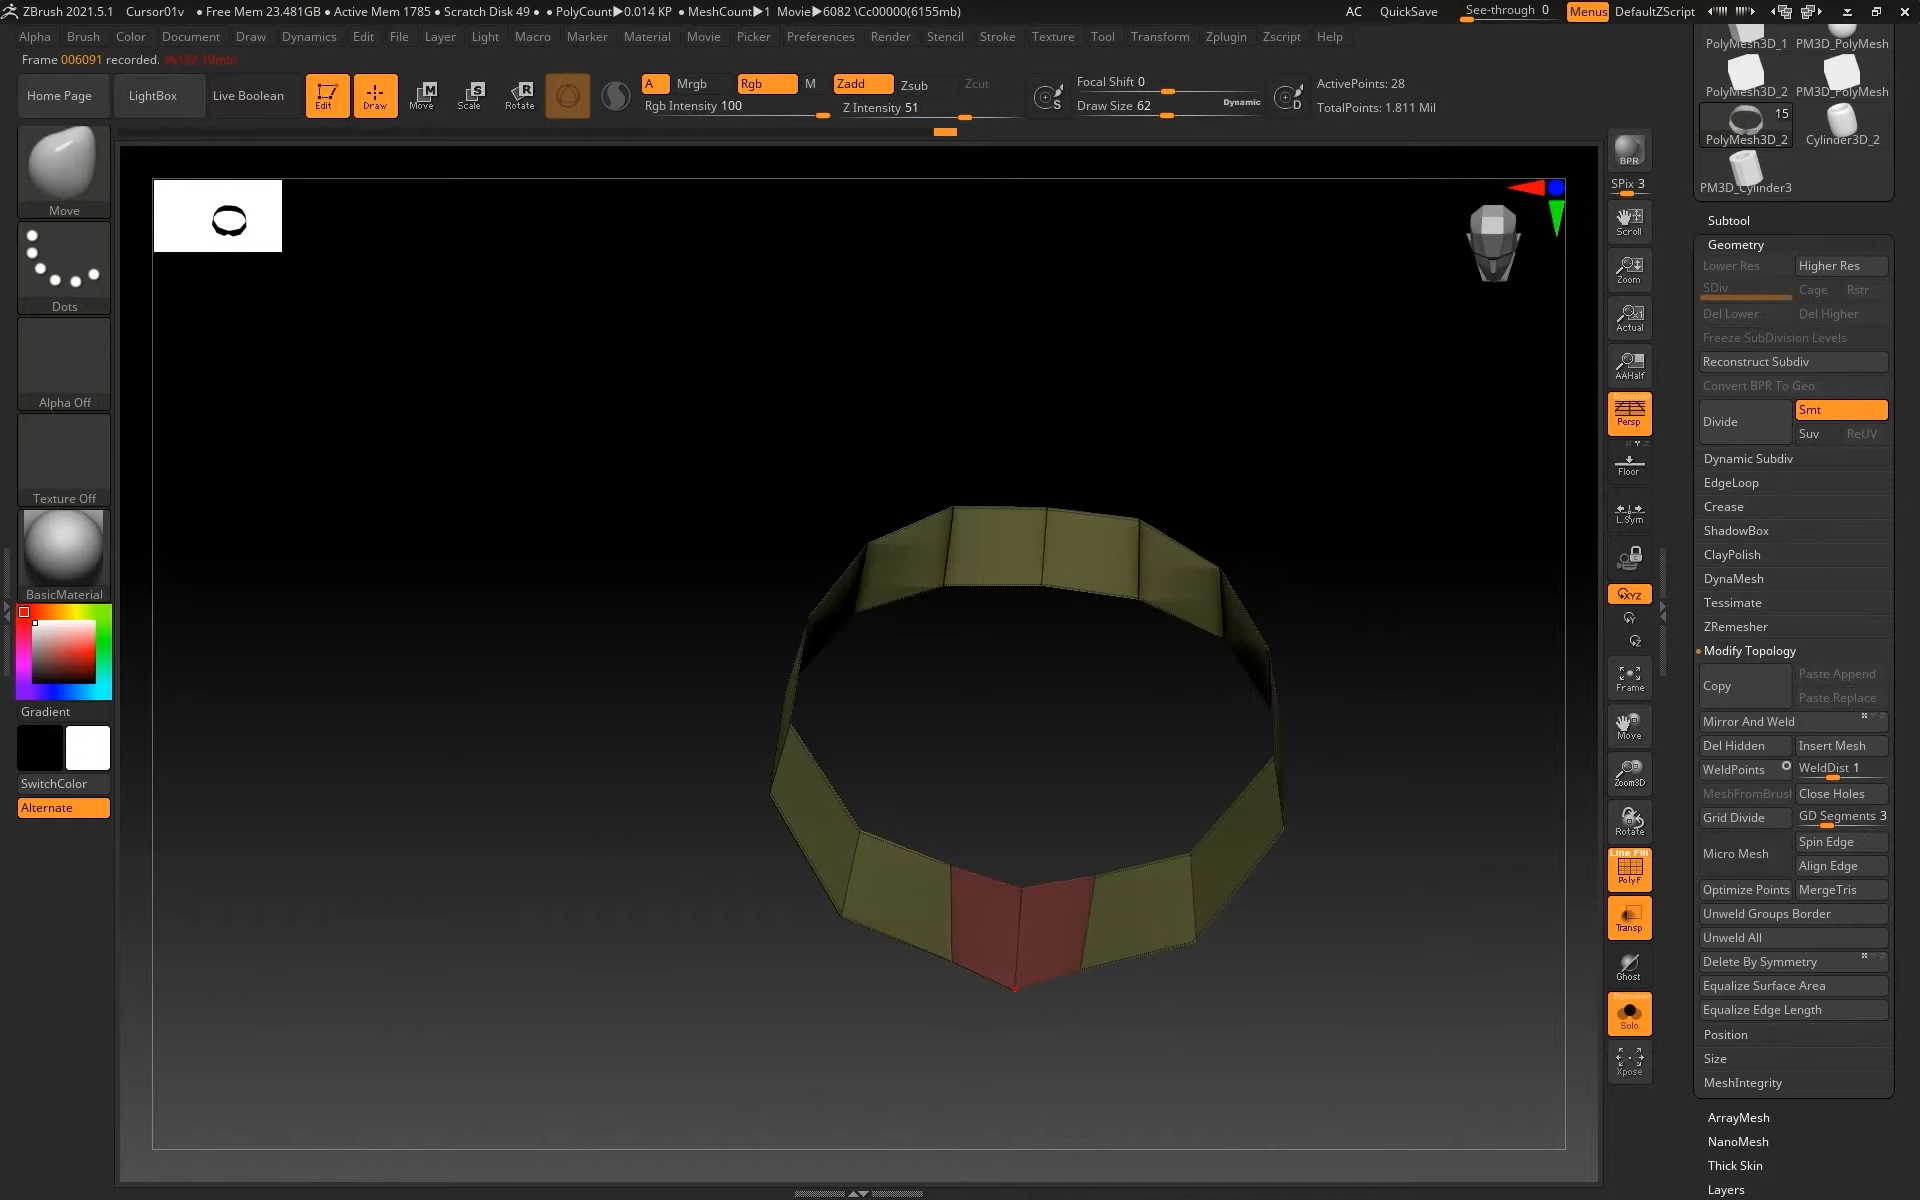 ZBrush 2021.5.1 Cursor01v • Free Mem 23.481GB • Active Mem 1785 • Scratch Disk 49 • • PolyCount▶0.014 KP • MeshCount▶1 Movie▶6082 \Cc00000(6155mb) AC QuickSave See-through 0 Menus DefaultZScript
Alpha Brush Color Document Draw Dynamics Edit File Layer Light Macro Marker Material Movie Picker Preferences Render Stencil Stroke Texture Tool Transform Zplugin Zscript Help
Frame 006091 recorded.
Home Page LightBox Live Boolean Edit Draw Move Scale Rotate
A Mrgb Rgb M Zadd Zsub Zcut
Rgb Intensity 100 Z Intensity 51
Focal Shift 0
Draw Size 62 Dynamic
ActivePoints: 28
TotalPoints: 1.811 Mil
Move
Dots
Alpha Off
Texture Off
BasicMaterial
Gradient
SwitchColor
Alternate
BPR
SPix 3
Scroll
Zoom
Actual
AAHalf
Dynamic
Persp
Floor
L.Sym
XYZ
Y
Z
Frame
Move
Zoom3D
Rotate
Line Fill
PolyF
Transp
Ghost
Dynamic
Solo
Xpose
PolyMesh3D_1 PM3D_PolyMesh
PolyMesh3D_2 PM3D_PolyMesh
15
PolyMesh3D_2 Cylinder3D_2
PM3D_Cylinder3
Subtool
Geometry
Lower Res Higher Res
SDiv Cage Rstr
Del Lower Del Higher
Freeze SubDivision Levels
Reconstruct Subdiv
Convert BPR To Geo
Divide Smt
Suv ReUV
Dynamic Subdiv
EdgeLoop
Crease
ShadowBox
ClayPolish
DynaMesh
Tessimate
ZRemesher
Modify Topology
Copy Paste Append
Paste Replace
Mirror And Weld
Del Hidden Insert Mesh
WeldPoints WeldDist 1
MeshFromBrush Close Holes
Grid Divide GD Segments 3
Micro Mesh Spin Edge
Align Edge
Optimize Points MergeTris
Unweld Groups Border
Unweld All
Delete By Symmetry
Equalize Surface Area
Equalize Edge Length
Position
Size
MeshIntegrity
ArrayMesh
NanoMesh
Thick Skin
Layers